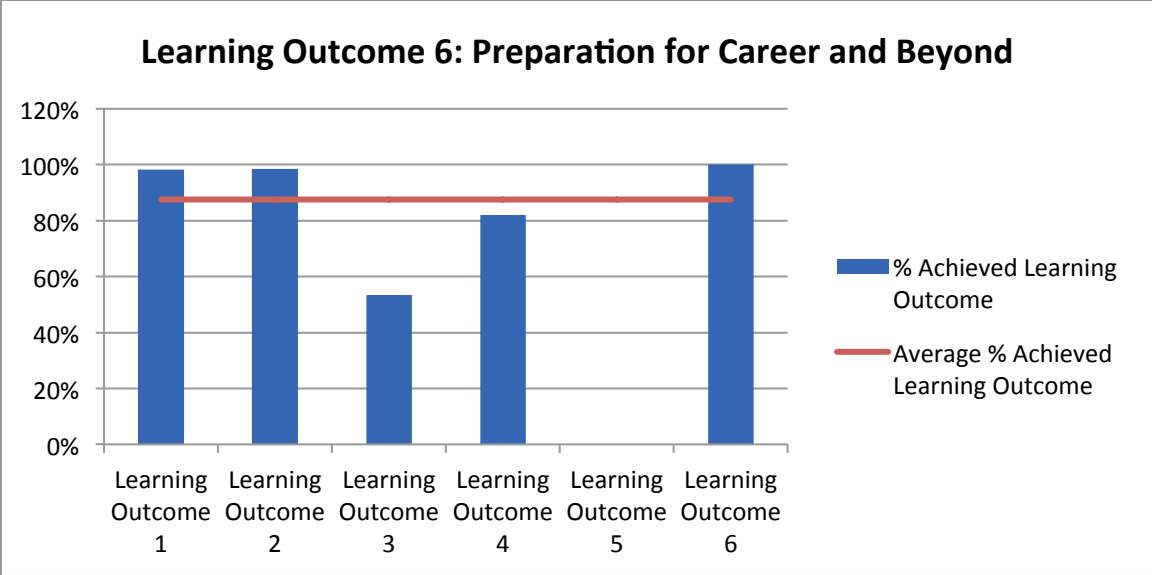 Learning Outcome 6: Preparation for Career and Beyond
120%
100%
80%
60%
40%
20%
0%
Learning Outcome 1
Learning Outcome 2
Learning Outcome 3
Learning Outcome 4
Learning Outcome 5
Learning Outcome 6
% Achieved Learning
Outcome
Average % Achieved
Learning Outcome